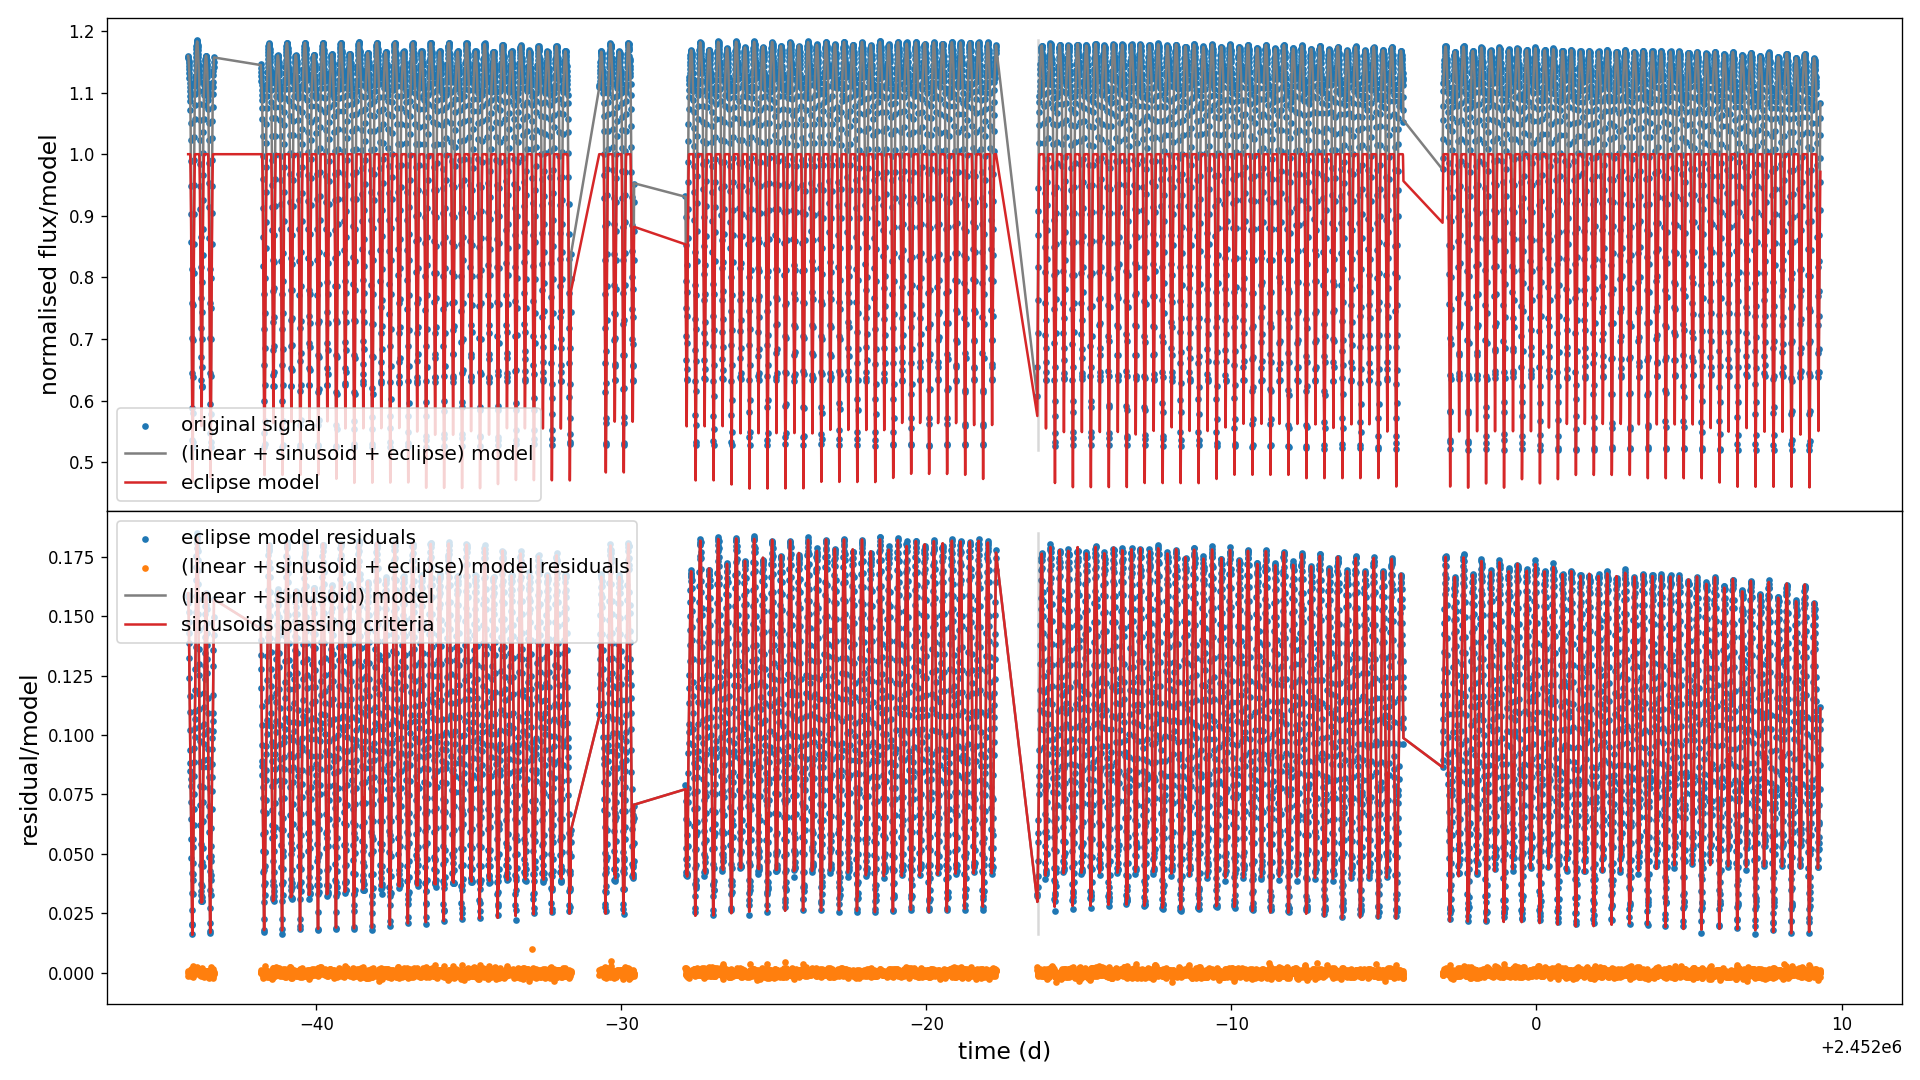 1.2
1.1
1.0
0.9
0.8
0.7
0.6
0.5
normalised flux/model
original signal
(linear + sinusoid + eclipse) model
eclipse model
0.175
0.150
0.125
0.100
0.075
0.050
0.025
0.000
residual/model
eclipse model residuals
(linear + sinusoid + eclipse) model residuals
(linear + sinusoid) model
sinusoids passing criteria
−40
−30
−20
−10
0
10
time (d)
+2.452e6